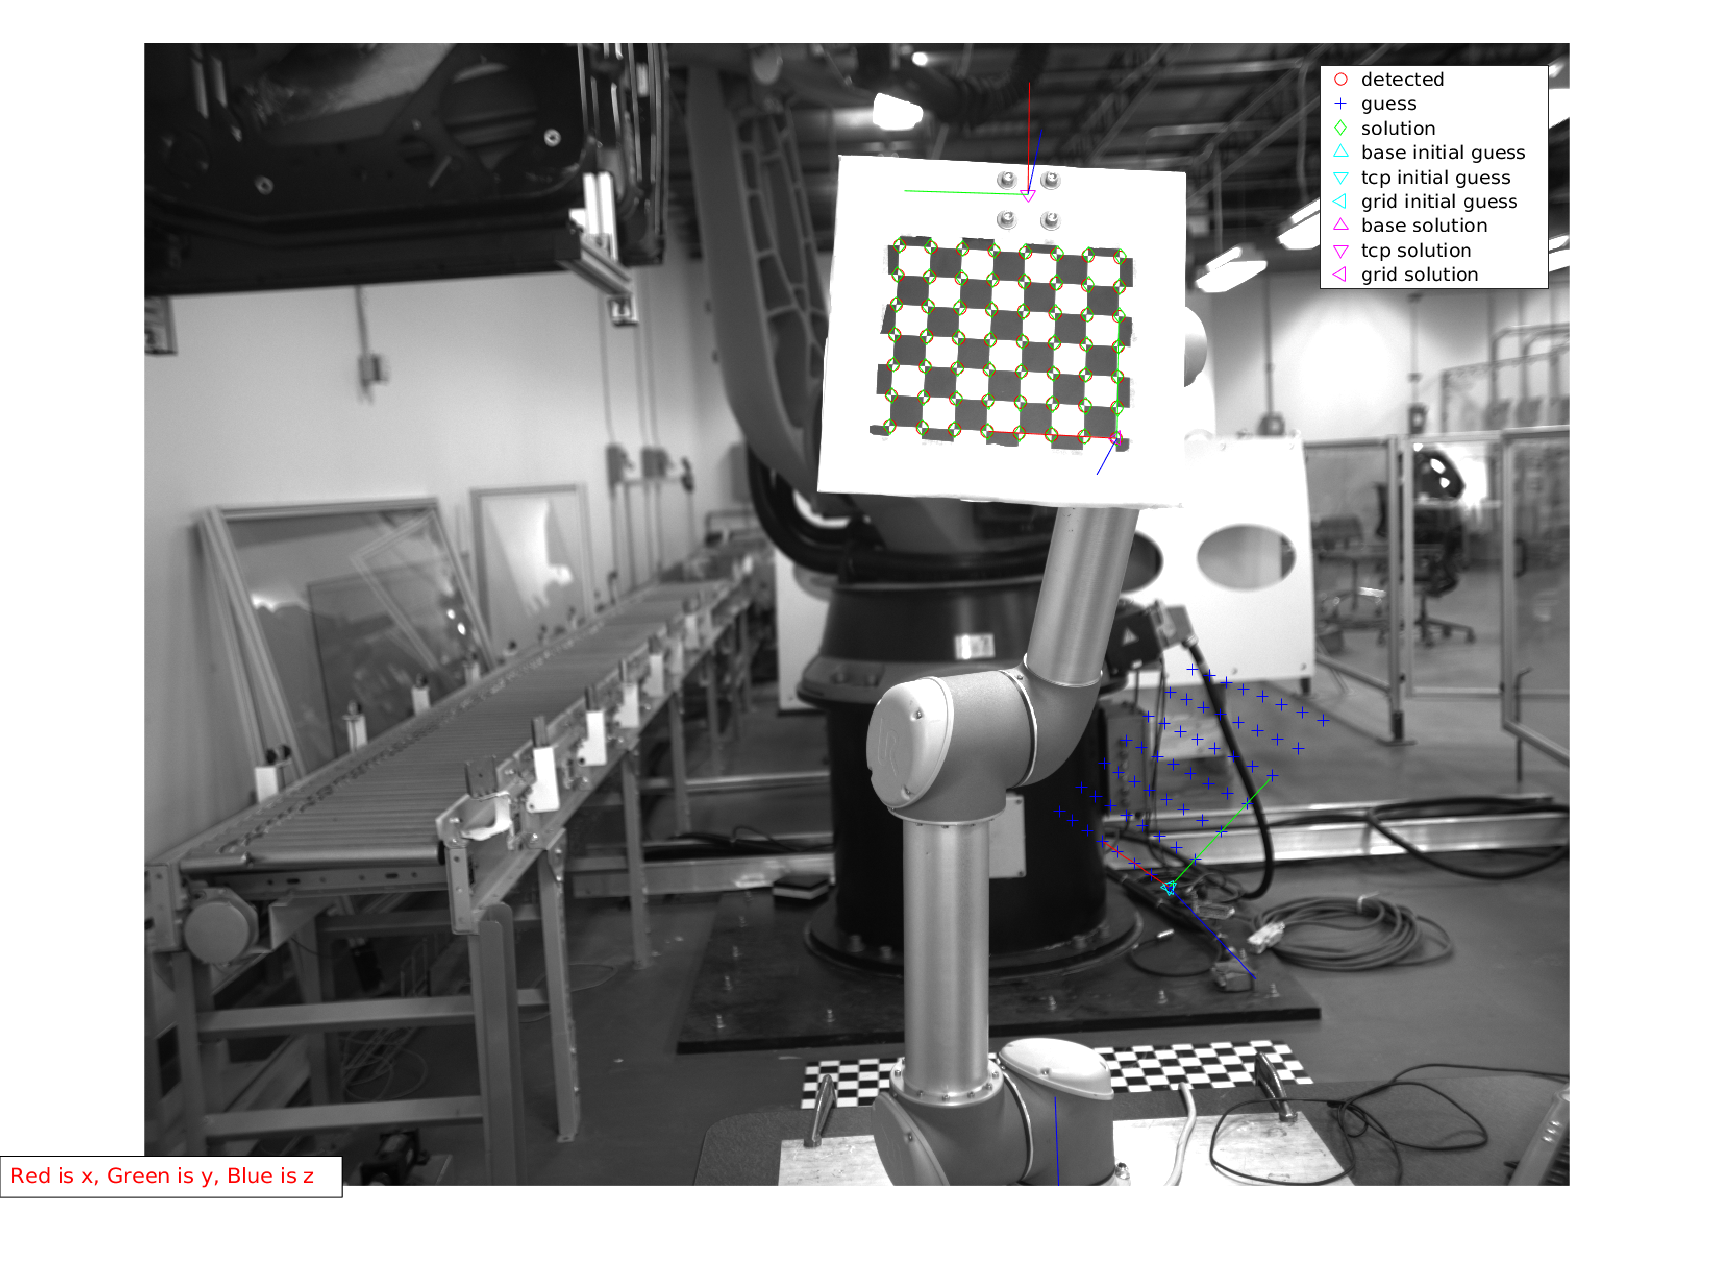 detected
guess
solution
base initial guess
tcp initial guess
grid initial guess
base solution
tcp solution
grid solution
Red is x, Green is y, Blue is z